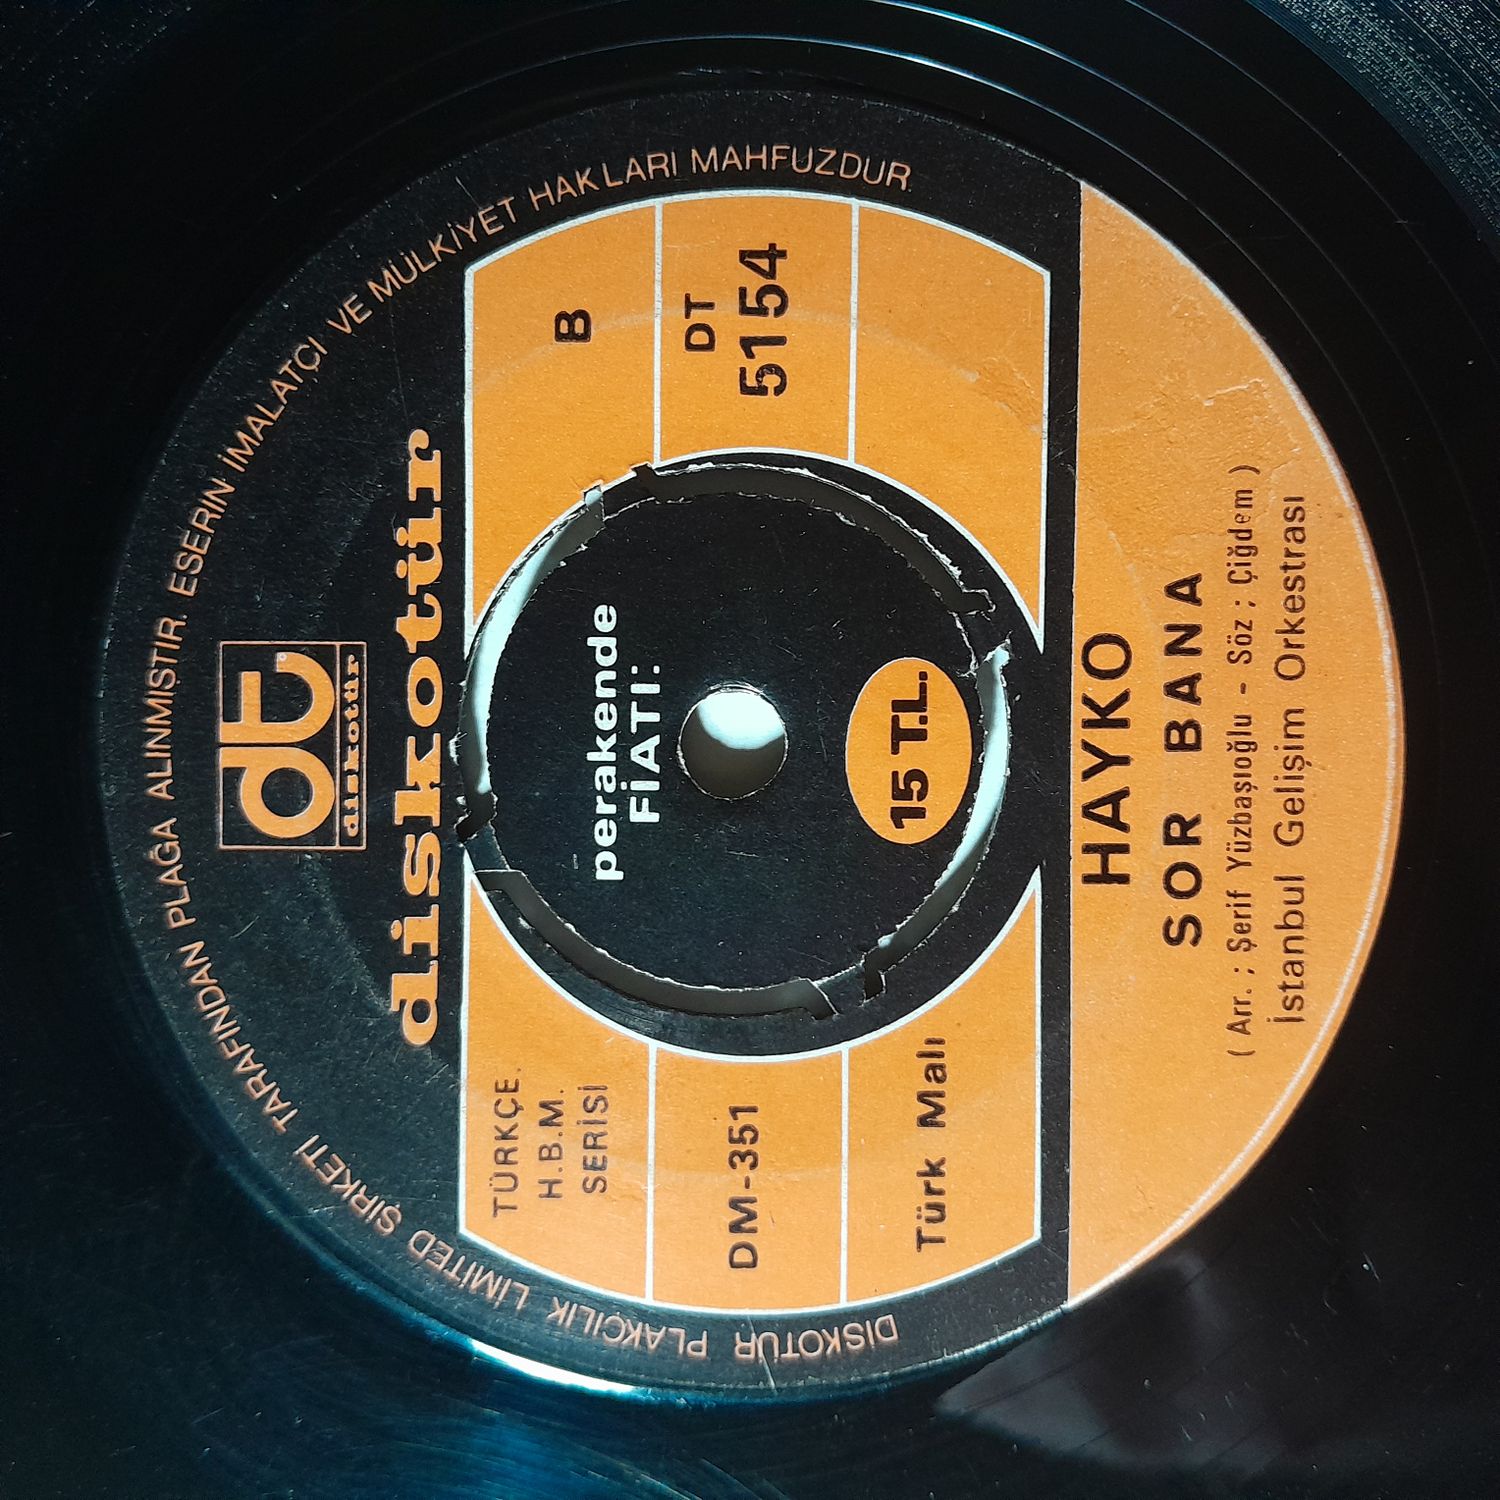 DİSKOTÜR PLAKÇILIK LİMİTED ŞİRKETİ TARAFINDAN PLAĞA ALINMIŞTIR. ESERİN İMALATÇI VE MÜLKİYET HAKLARI MAHFUZDUR
dt
diskotür
diskotür
TÜRKÇE.
H.B.M.
SERİSİ
B
DM-351
DT
5154
Türk Malı
perakende
FİATI:
15 T.L.
HAYKO
SOR BANA
( Arr. ; Şerif Yüzbaşıoğlu - Söz ; Çiğdem )
İstanbul Gelişim Orkestrası